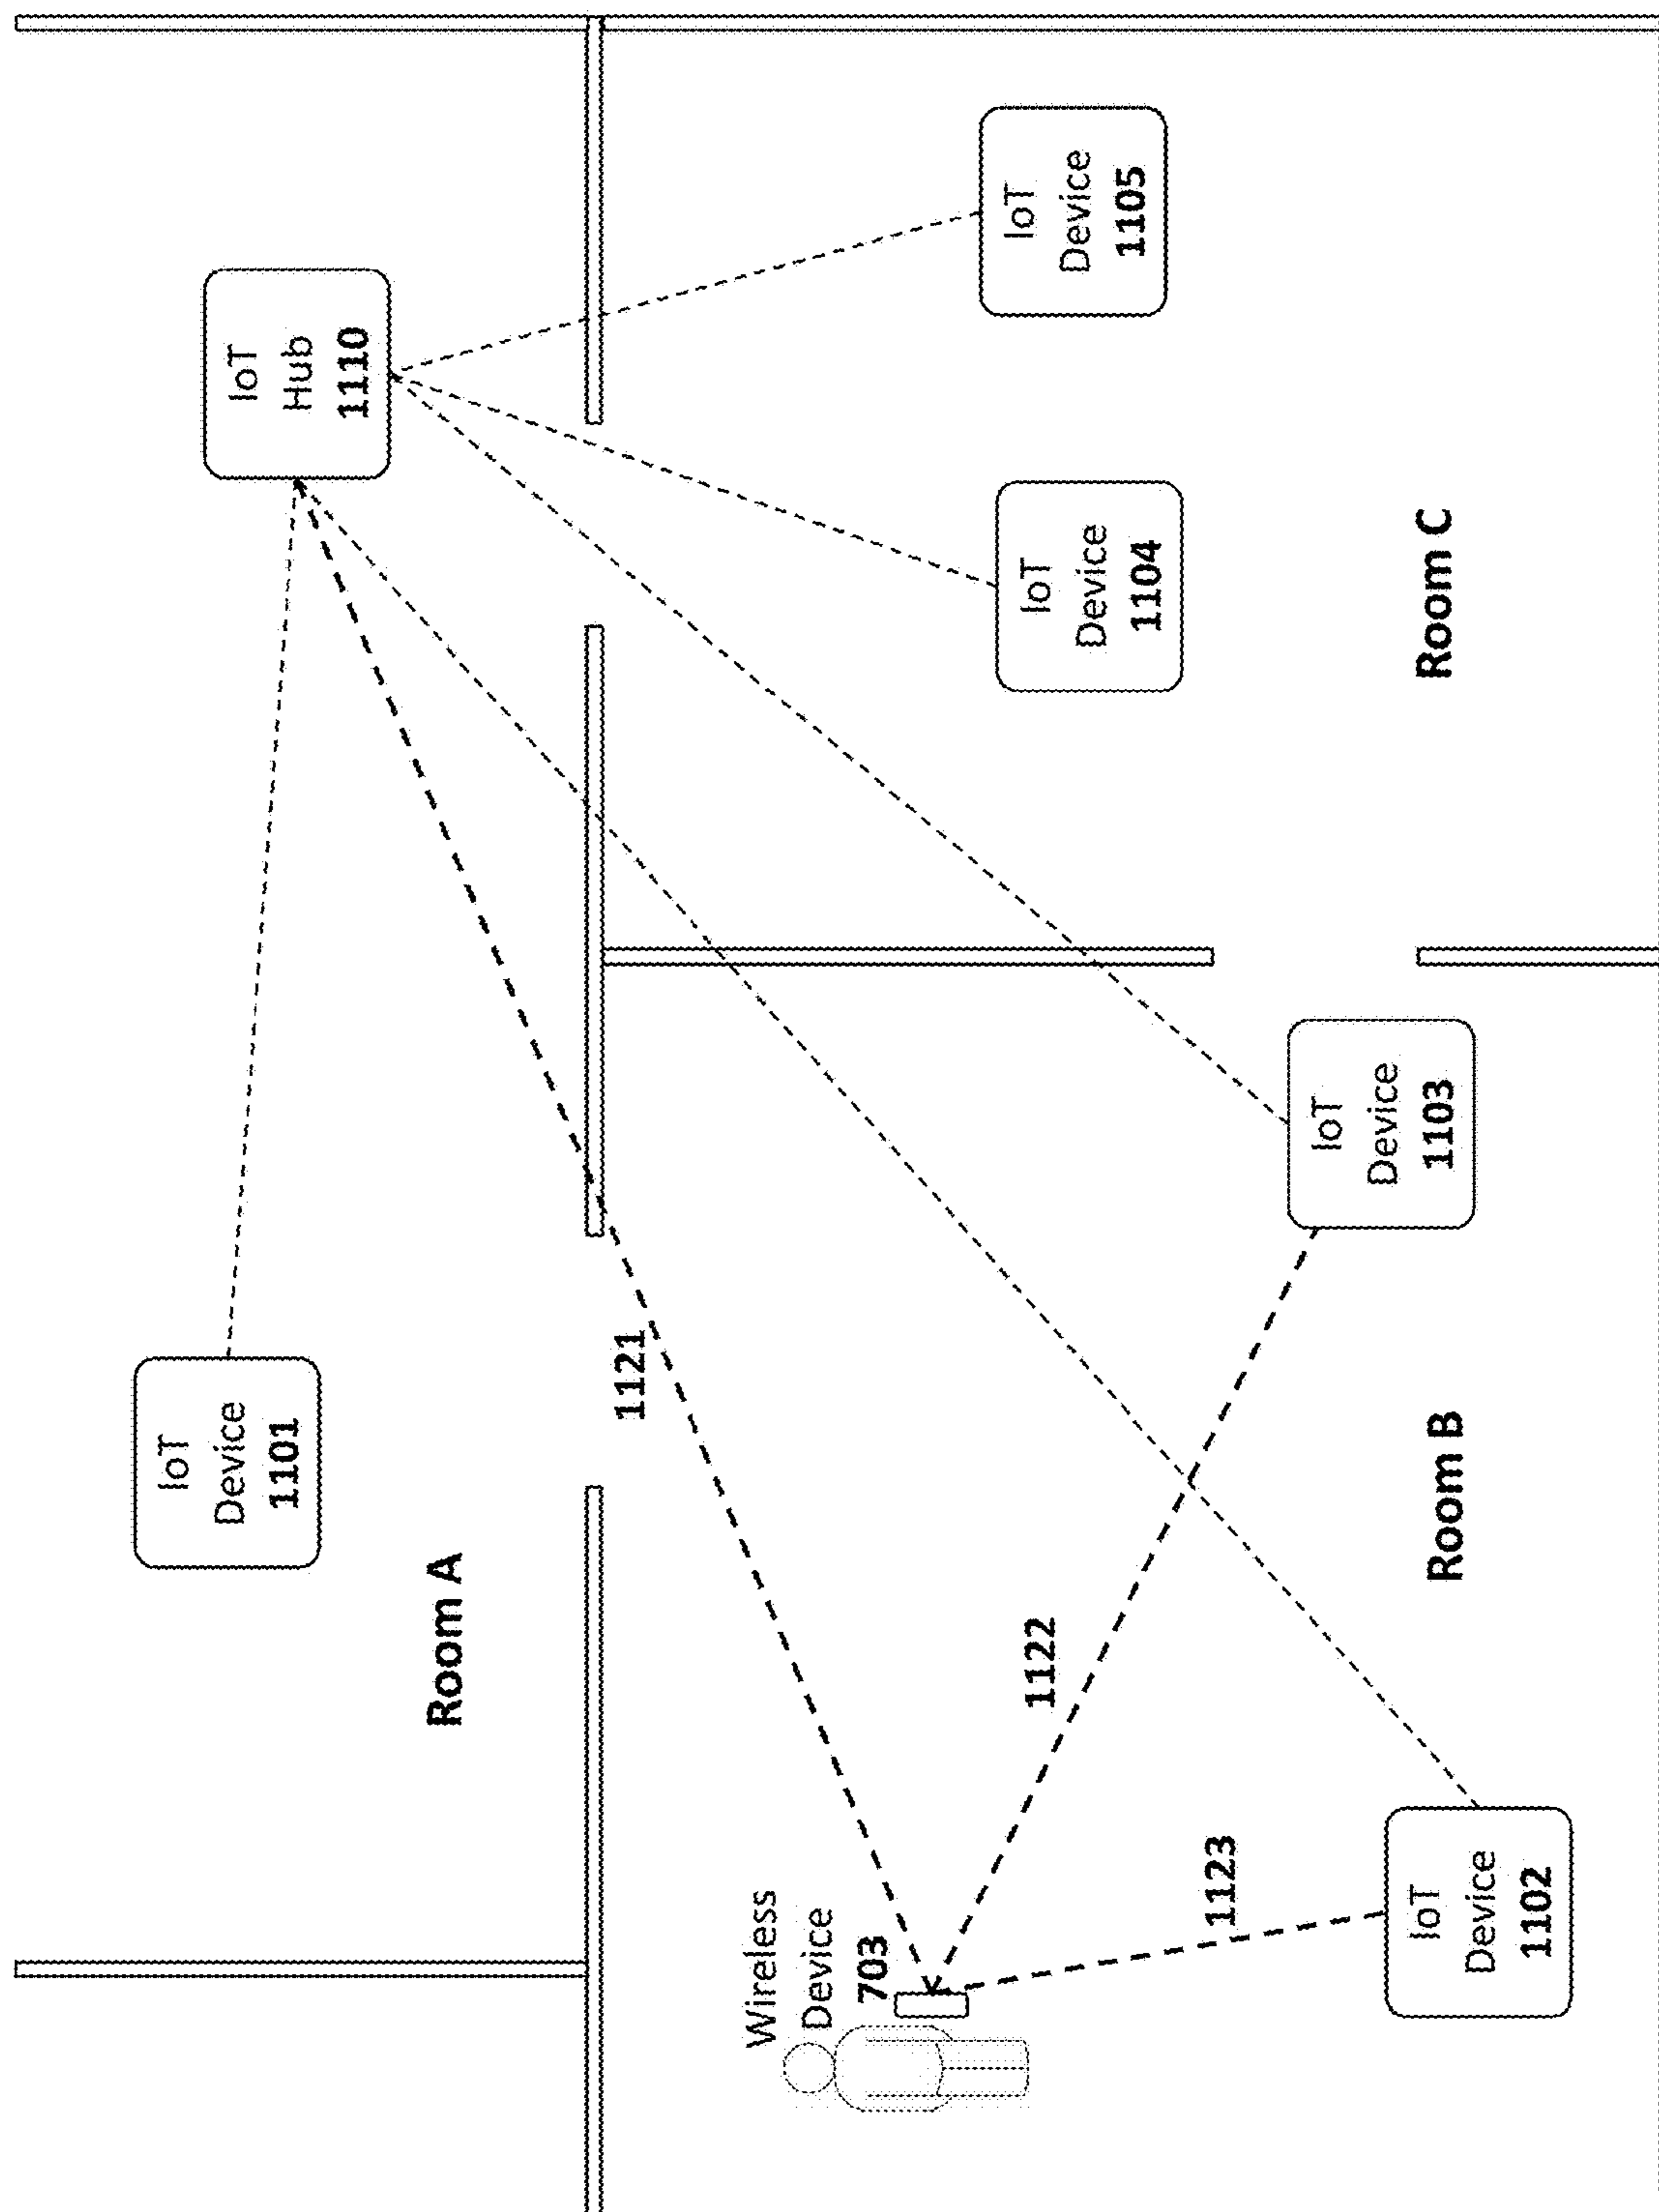 IoT
Device
1101
IoT
Hub
1110
Room A
1121
Wireless
Device
703
1122
1123
IoT
Device
1102
IoT
Device
1103
Room B
IoT
Device
1104
IoT
Device
1105
Room C